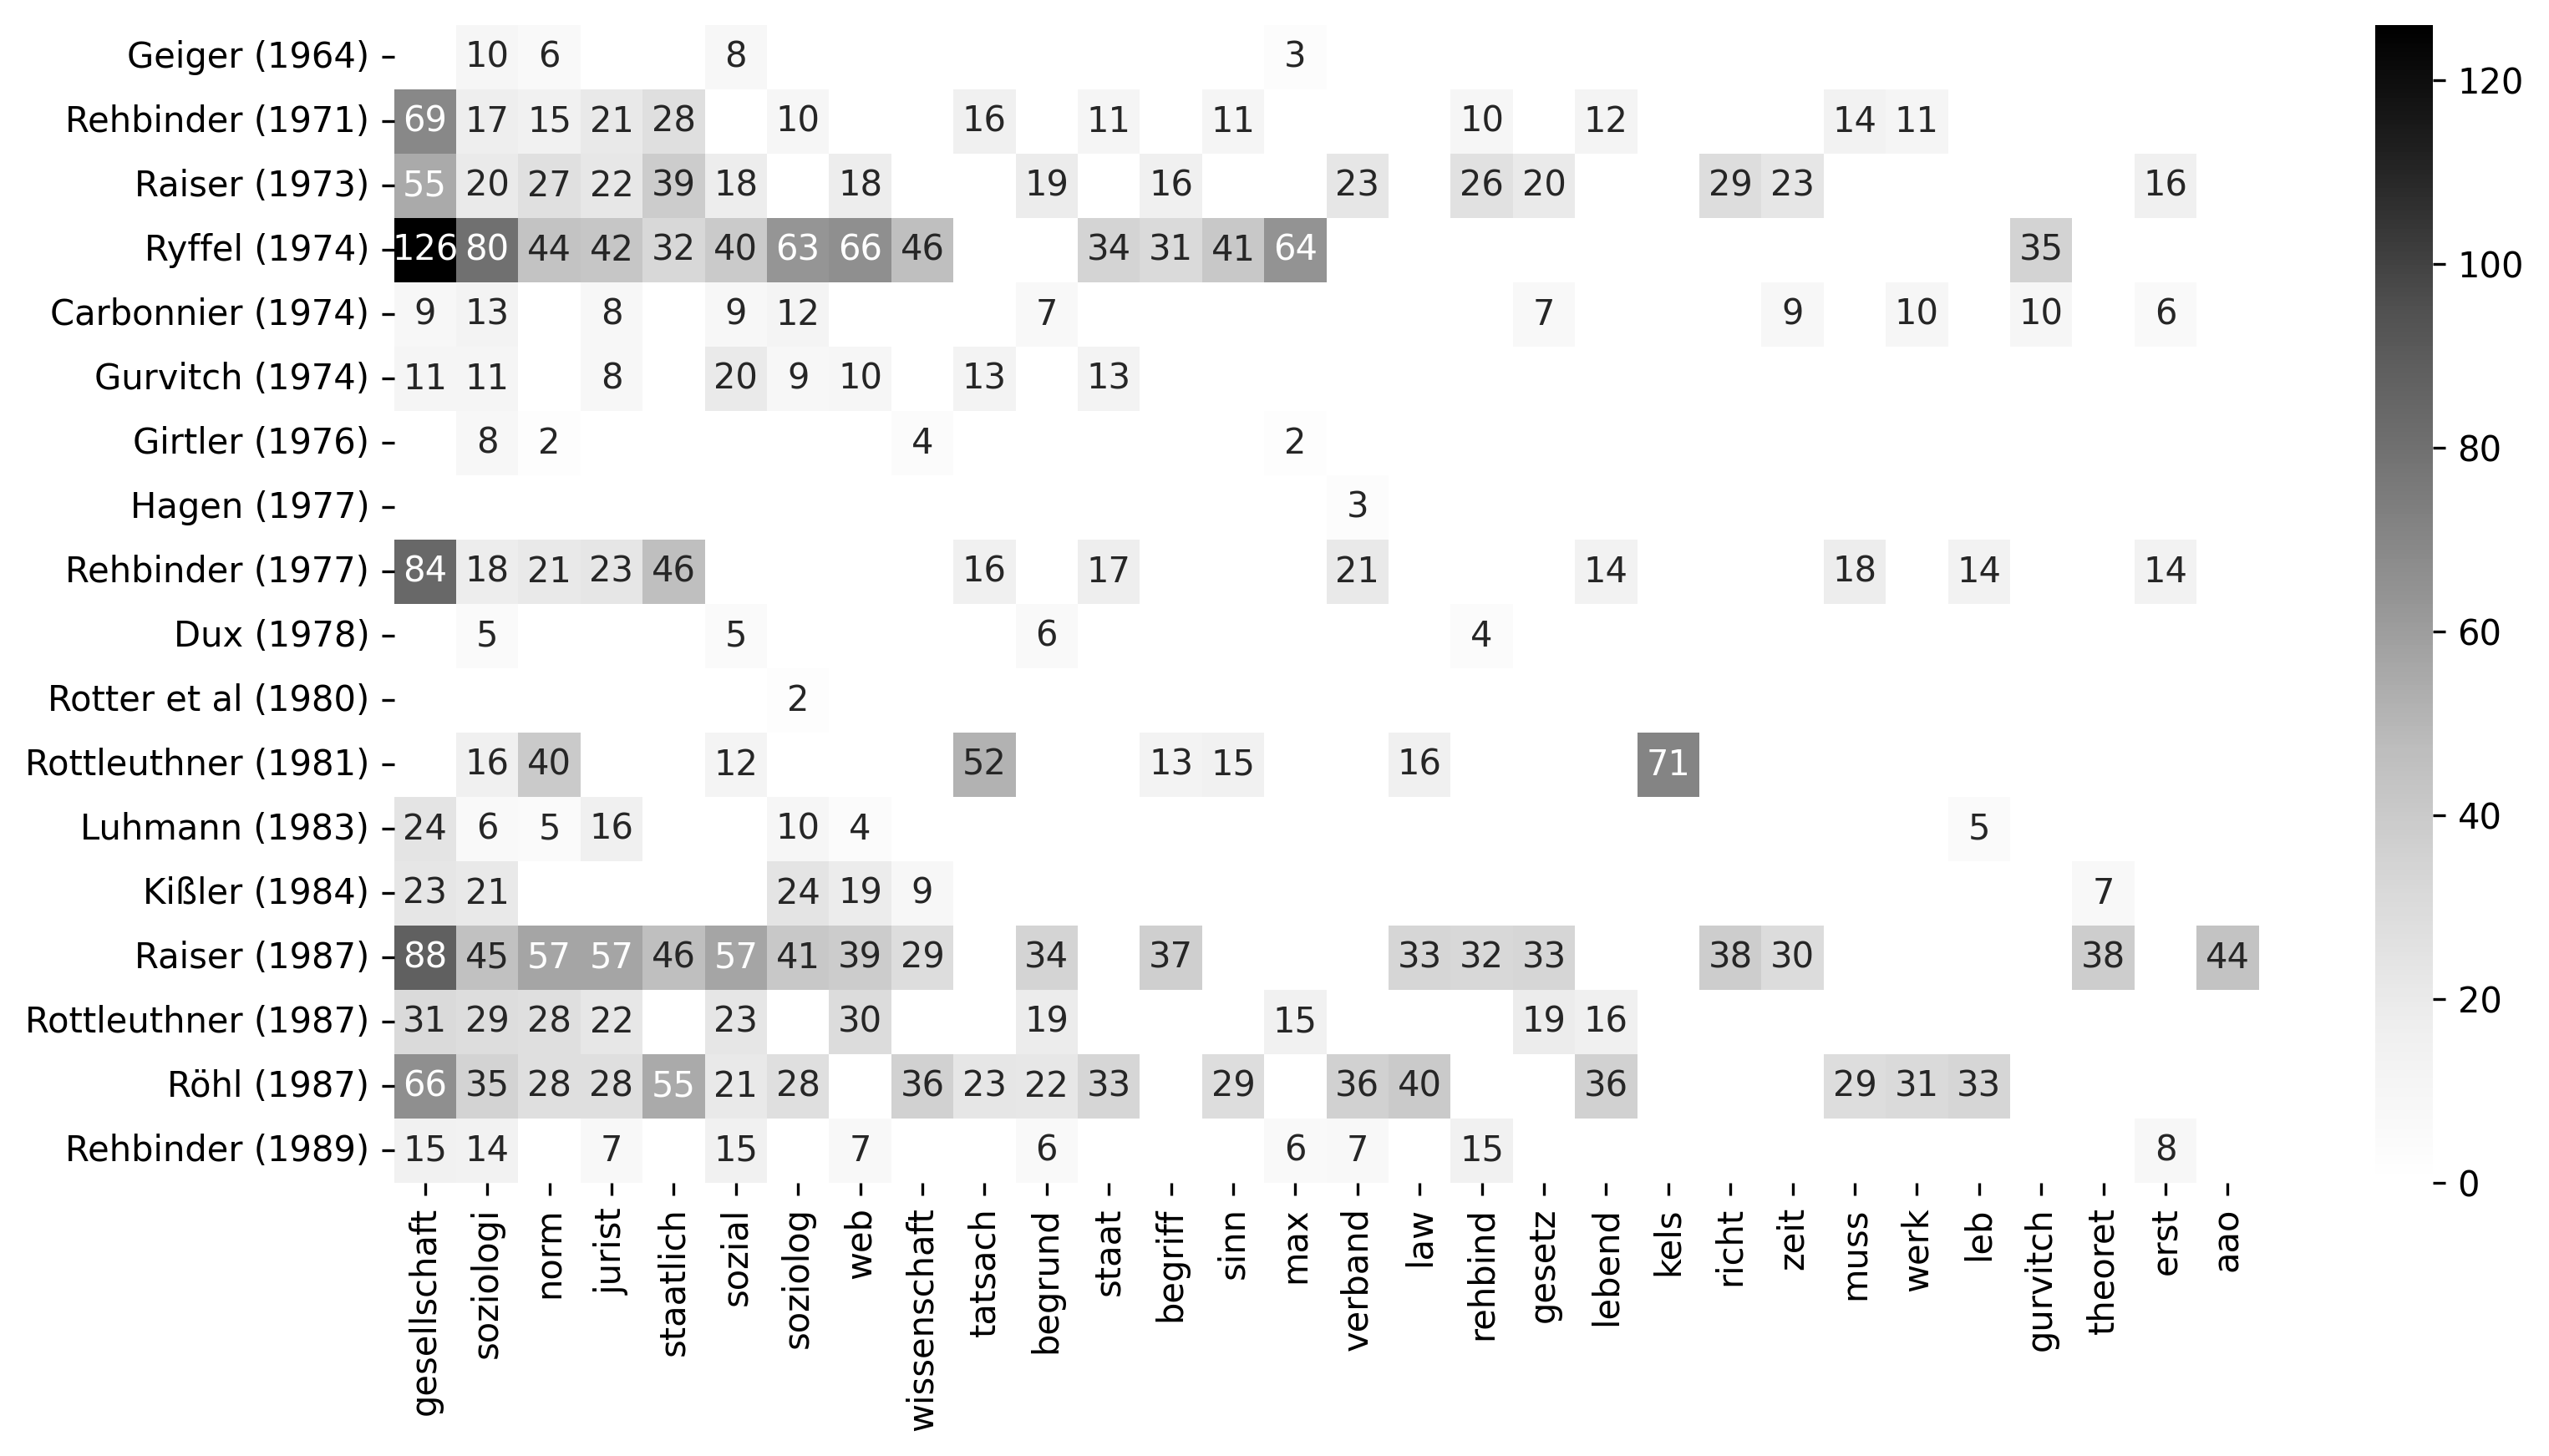 Geiger (1964) 10 6 8 3
120
Rehbinder (1971) 69 17 15 21 28 10 16 11 11 10 12 14 11
Raiser (1973) 55 20 27 22 39 18 18 19 16 23 26 20 29 23 16
Ryffel (1974) 126 80 44 42 32 40 63 66 46 34 31 41 64 35
100
Carbonnier (1974) 9 13 8 9 12 7 7 9 10 10 6
Gurvitch (1974) 11 11 8 20 9 10 13 13
Girtler (1976) 8 2 4 2
80
Hagen (1977) 3
Rehbinder (1977) 84 18 21 23 46 16 17 21 14 18 14 14
Dux (1978) 5 5 6 4
60
Rotter et al (1980) 2
Rottleuthner (1981) 16 40 12 52 13 15 16 71
Luhmann (1983) 24 6 5 16 10 4 5
40
Kißler (1984) 23 21 24 19 9 7
Raiser (1987) 88 45 57 57 46 57 41 39 29 34 37 33 32 33 38 30 38 44
Rottleuthner (1987) 31 29 28 22 23 30 19 15 19 16
20
Röhl (1987) 66 35 28 28 55 21 28 36 23 22 33 29 36 40 36 29 31 33
Rehbinder (1989) 15 14 7 15 7 6 6 7 15 8
0
gesellschaft
soziologi
norm
jurist
staatlich
sozial
soziolog
web
wissenschaft
tatsach
begrund
staat
begriff
sinn
max
verband
law
rehbind
gesetz
lebend
kels
richt
zeit
muss
werk
leb
gurvitch
theoret
erst
aao